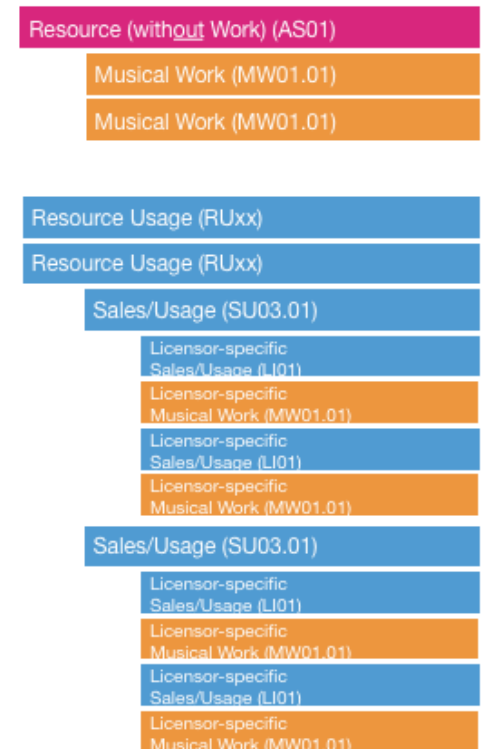 Resource (without Work) (AS01)
Musical Work (MW01.01)
Musical Work (MW01.01)
Resource Usage (RUxx)
Resource Usage (RUxx)
Sales/Usage (SU03.01)
Licensor-specific
Sales/Usage (LI01)
Licensor-specific
Musical Work (MW01.01)
Licensor-specific
Sales/Usage (LI01)
Licensor-specific
Musical Work (MW01.01)
Sales/Usage (SU03.01)
Licensor-specific
Sales/Usage (LI01)
Licensor-specific
Musical Work (MW01.01)
Licensor-specific
Sales/Usage (LI01)
Licensor-specific
Musical Work (MW01.01)